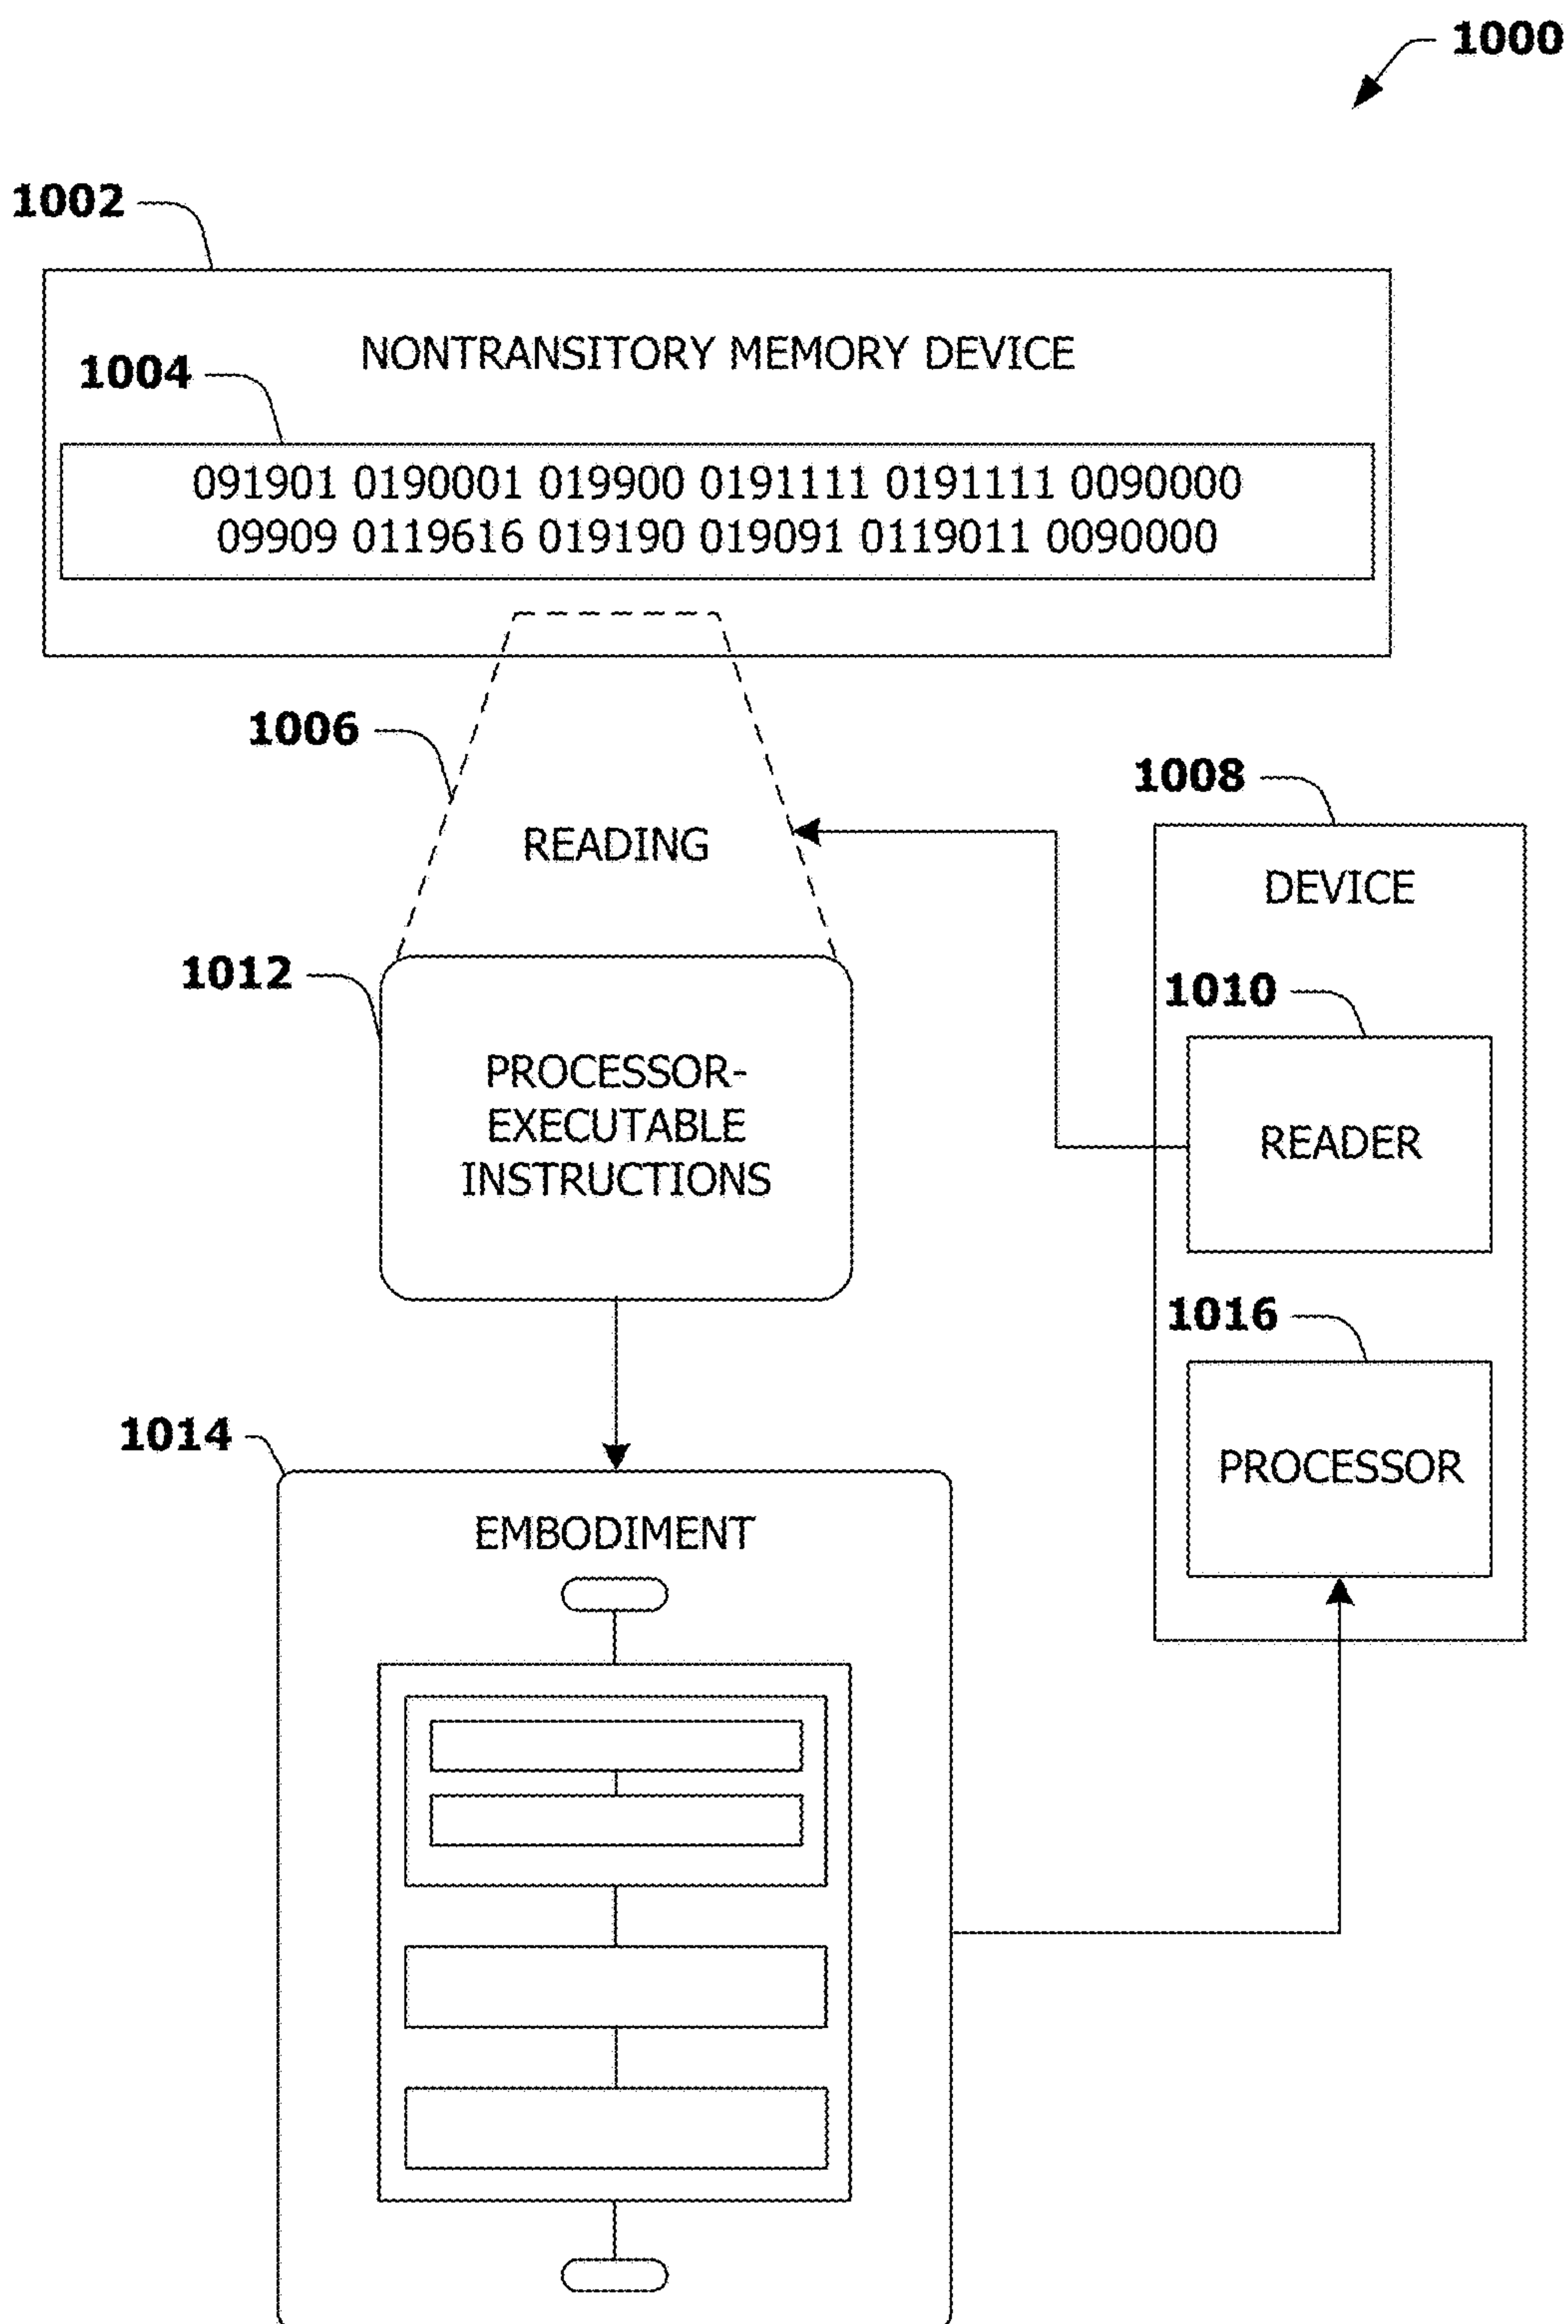 1000
1002
NONTRANSITORY MEMORY DEVICE
1004
091901 0190001 019900 0191111 0191111 0090000
09909 0119616 019190 019091 0119011 0090000
1006
READING
1008
DEVICE
1010
READER
1012
PROCESSOR-
EXECUTABLE
INSTRUCTIONS
1016
PROCESSOR
1014
EMBODIMENT